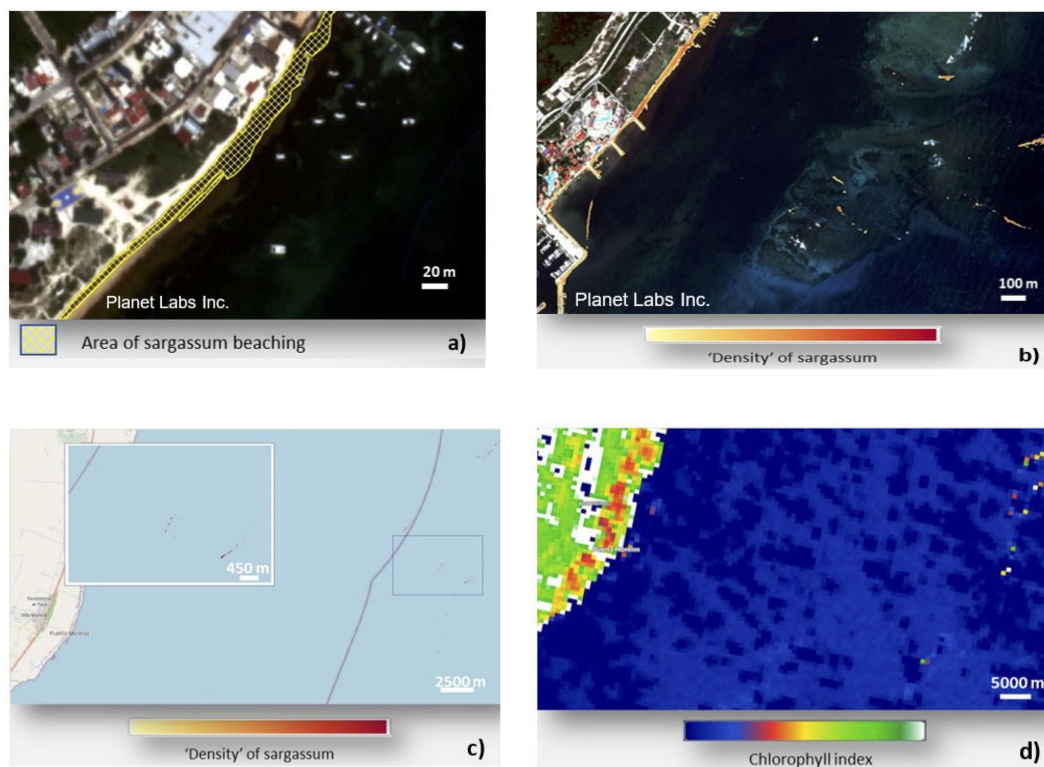 20 m
Planet Labs Inc.
Area of sargassum beaching
a)
100 m
Planet Labs Inc.
'Density' of sargassum
b)
450 m
Puerto Morelos
2500 m
'Density' of sargassum
c)
Puerto Morelos
5000 m
Chlorophyll index
d)